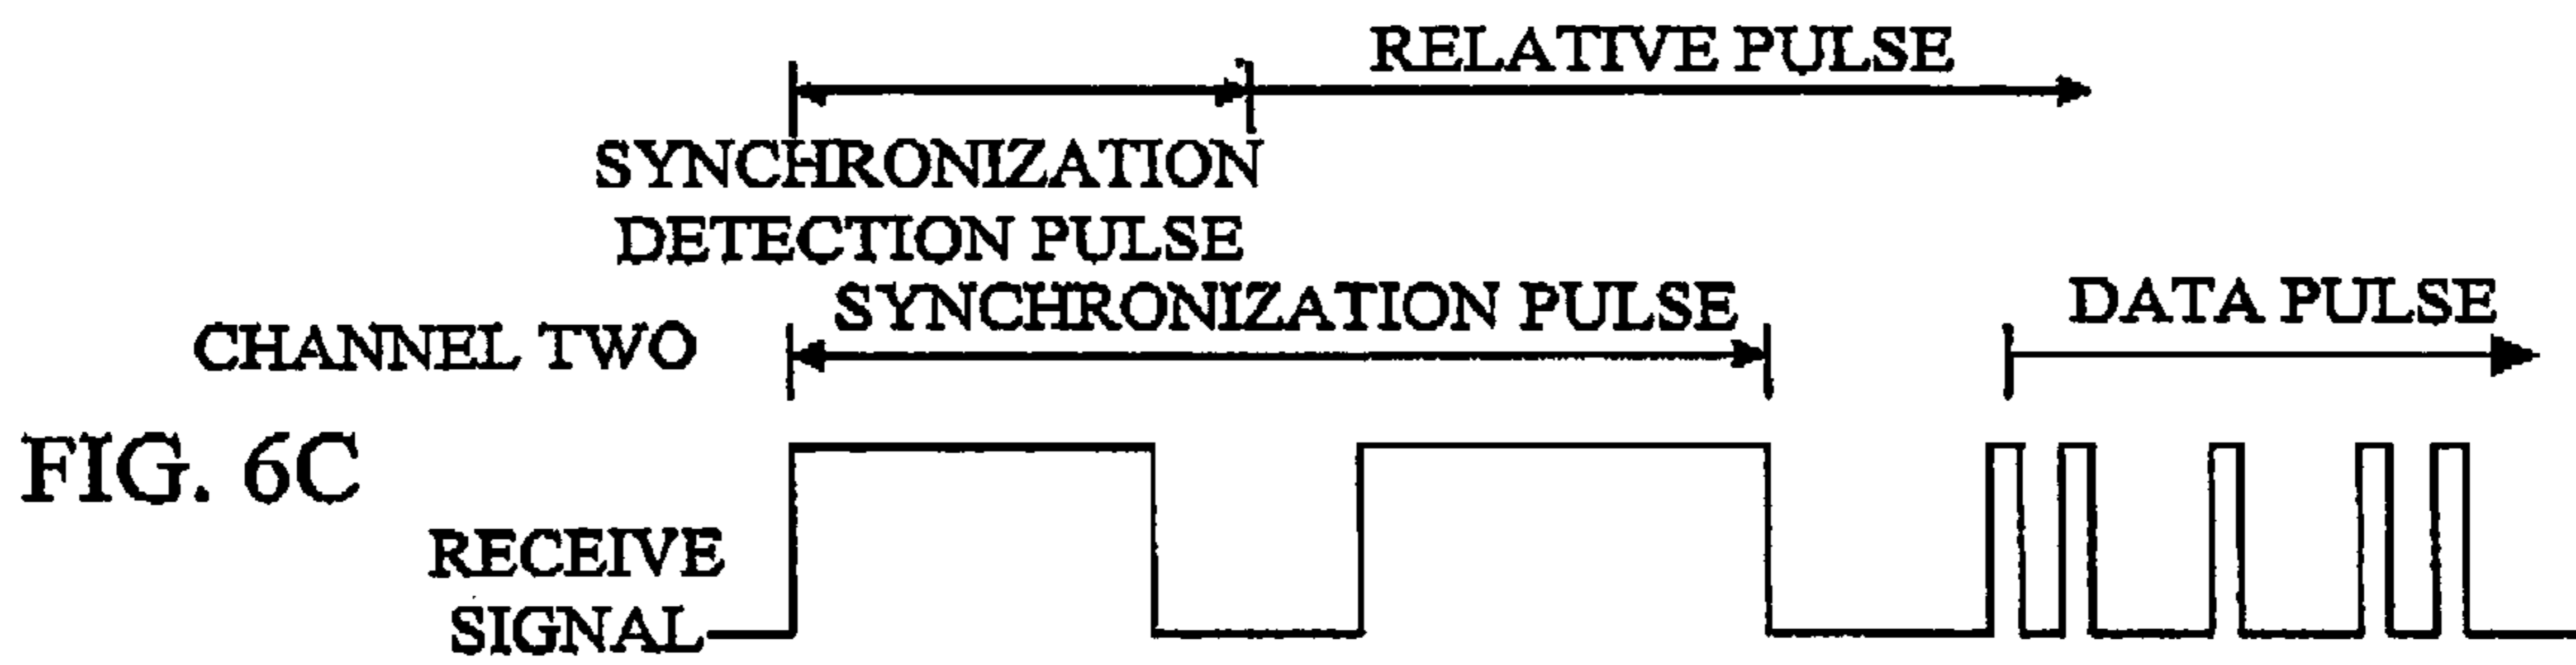 RELATIVE PULSE
SYNCHRONIZATION
DETECTION PULSE
SYNCHRONIZATION PULSE
DATA PULSE
CHANNEL TWO
FIG. 6C
RECEIVE
SIGNAL